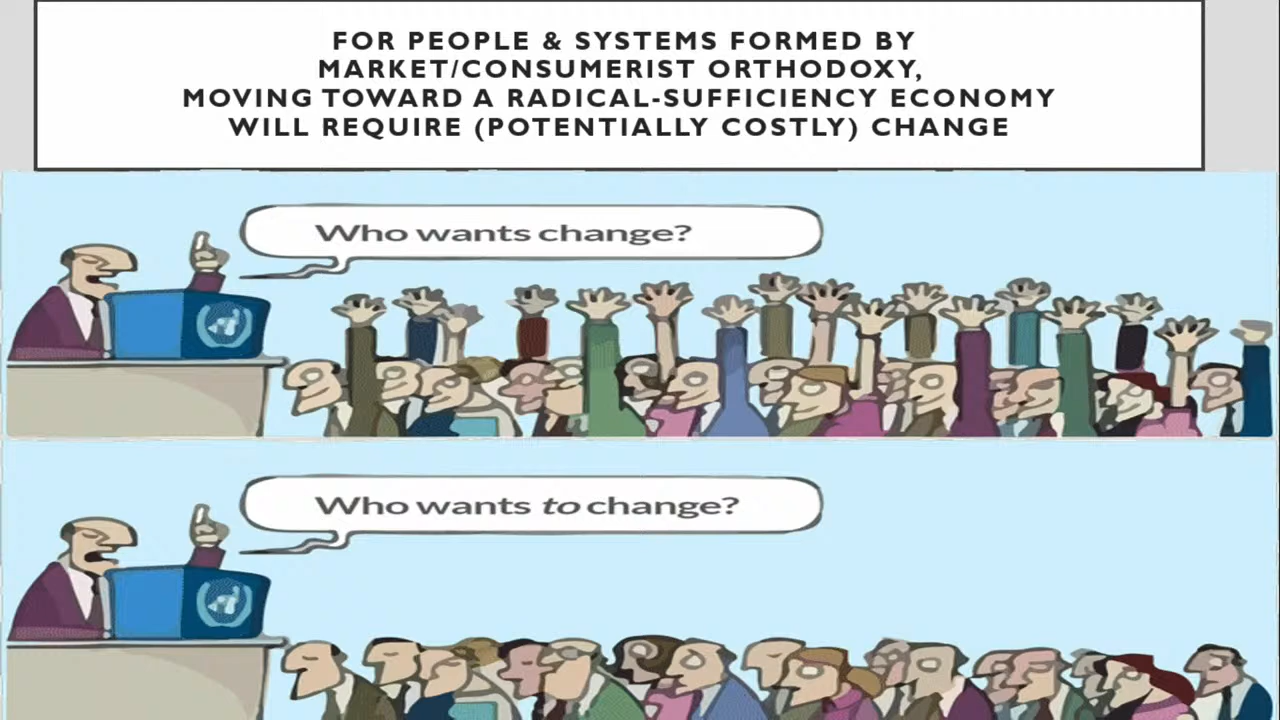 FOR PEOPLE & SYSTEMS FORMED BY
MARKET/CONSUMERIST ORTHODOXY,
MOVING TOWARD A RADICAL-SUFFICIENCY ECONOMY
WILL REQUIRE (POTENTIALLY COSTLY) CHANGE
Who wants change?
Who wants to change?